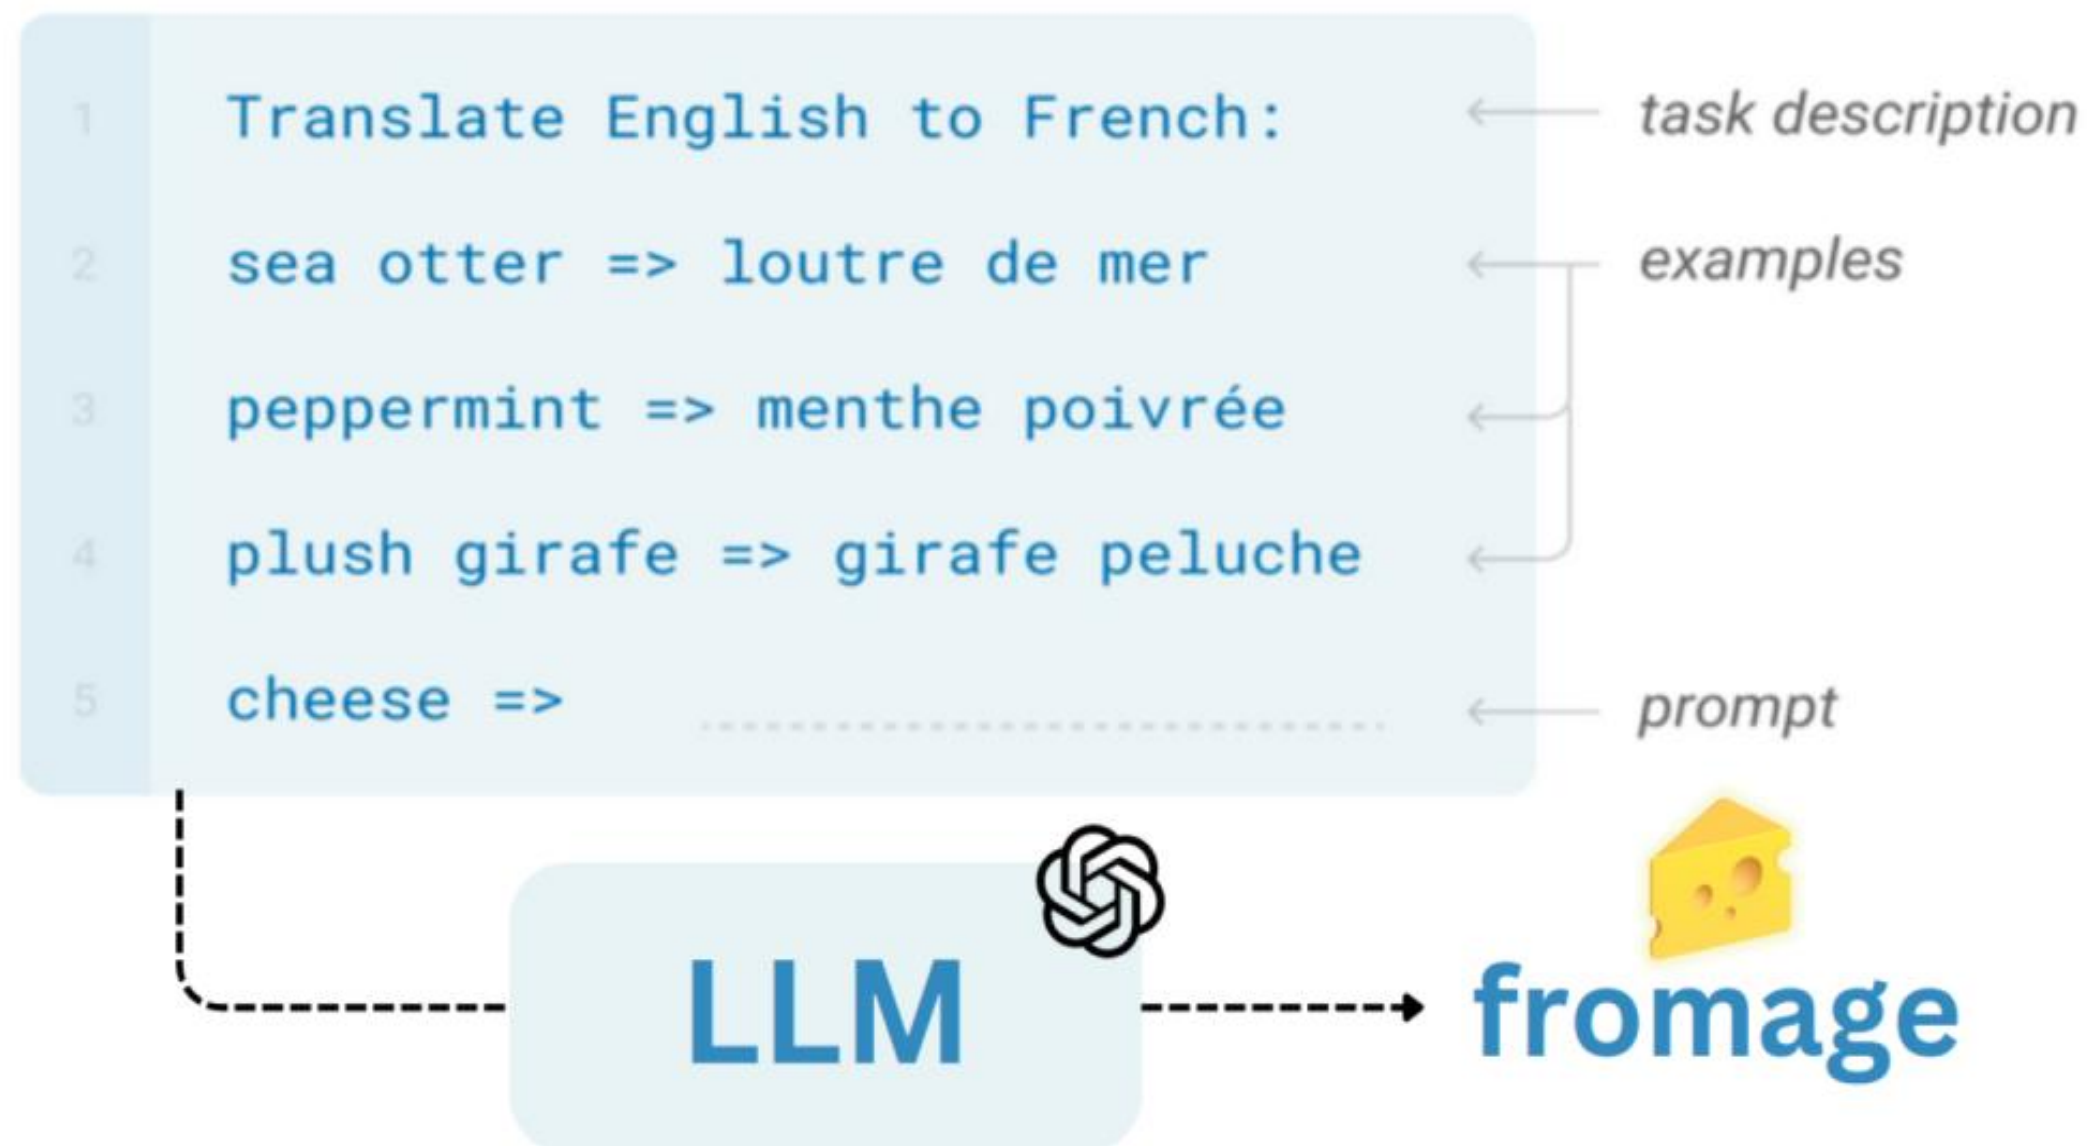 1 Translate English to French: task description
2 sea otter => loutre de mer examples
3 peppermint => menthe poivrée
4 plush girafe => girafe peluche
5 cheese => prompt
LLM
fromage